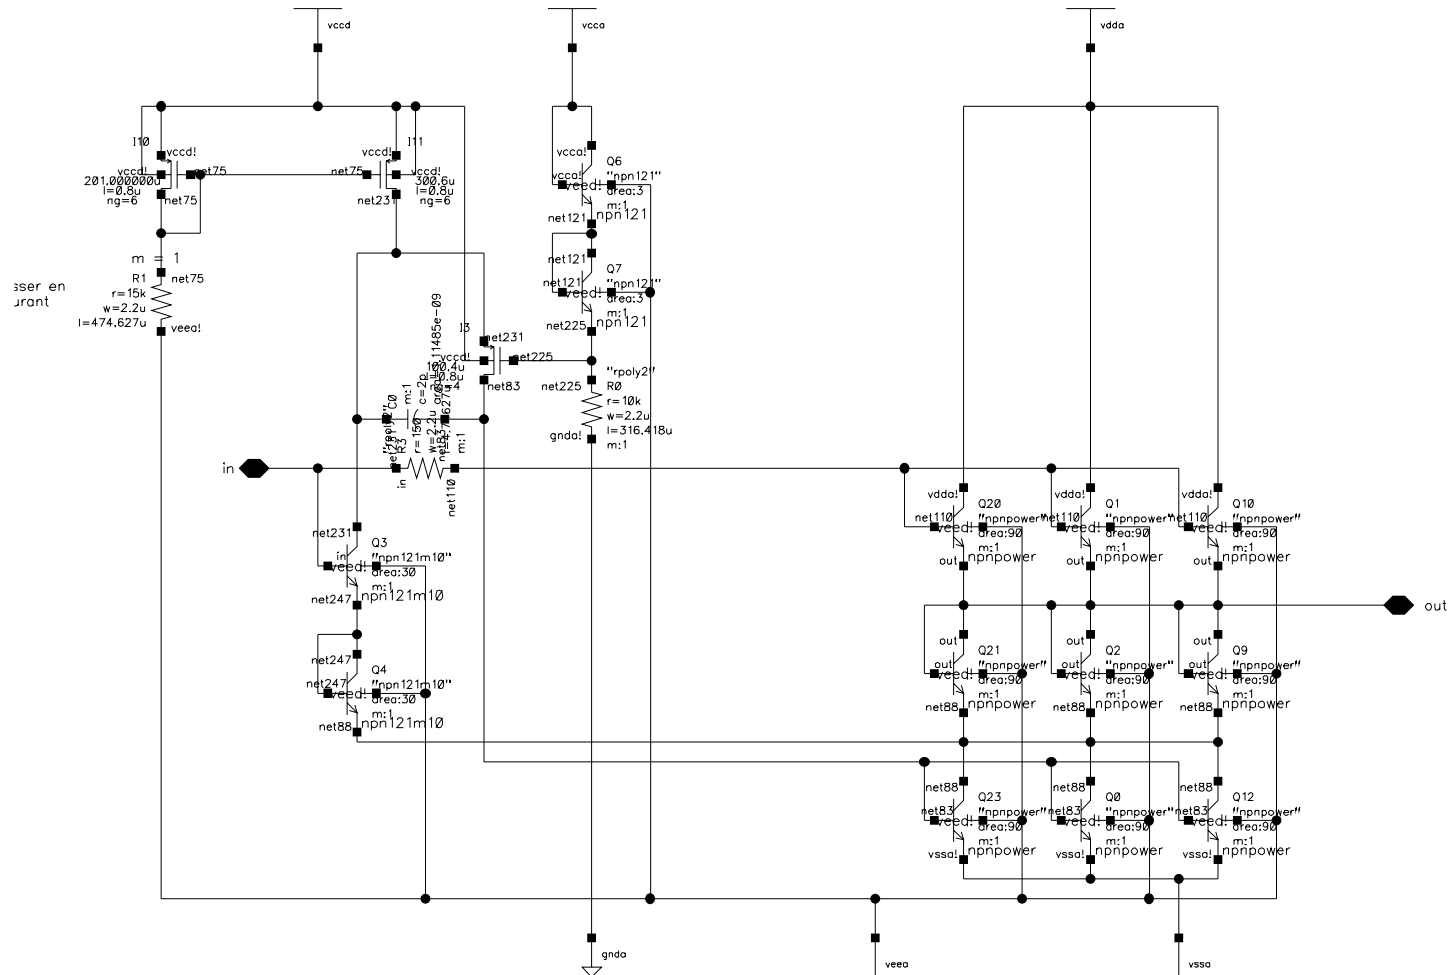 vccd
vcca
vdda
I10
vccd!
vccd!
net75
201.000000u
l=0.8u
ng=6
net75
I11
vccd!
net75
vccd!
300.6u
l=0.8u
ng=6
net231
m = 1
R1
net75
r=15k
w=2.2u
l=474.627u
veea!
sser en
urant
vcca!
Q6
vcca!
veed!
"npn121"
area:3
m:1
net121
npn121
net121
Q7
net121
veed!
"npn121"
area:3
m:1
net225
npn121
I3
net231
vccd!
net225
100.4u
net83
"rpoly2"
net225
R0
r=10k
w=2.2u
l=316.418u
gnda!
m:1
C0
c=2p
m:1
R3
r=150
w=2.2u
m:1
in
in
net110
net231
Q3
in
veed!
"npn121m10"
area:30
m:1
net247
npn121m10
net247
Q4
net247
veed!
"npn121m10"
area:30
m:1
net88
npn121m10
vdda!
Q20
net110
veed!
"npnpower"
area:90
m:1
npnpower
out
vdda!
Q1
net110
veed!
"npnpower"
area:90
m:1
npnpower
out
vdda!
Q10
net110
veed!
"npnpower"
area:90
m:1
npnpower
out
out
out
Q21
out
veed!
"npnpower"
area:90
m:1
npnpower
net88
out
Q2
out
veed!
"npnpower"
area:90
m:1
npnpower
net88
out
Q9
out
veed!
"npnpower"
area:90
m:1
npnpower
net88
net88
Q23
net83
veed!
"npnpower"
area:90
m:1
npnpower
vssa!
net88
Q0
net83
veed!
"npnpower"
area:90
m:1
npnpower
vssa!
net88
Q12
net83
veed!
"npnpower"
area:90
m:1
npnpower
vssa!
gnda
veea
vssa